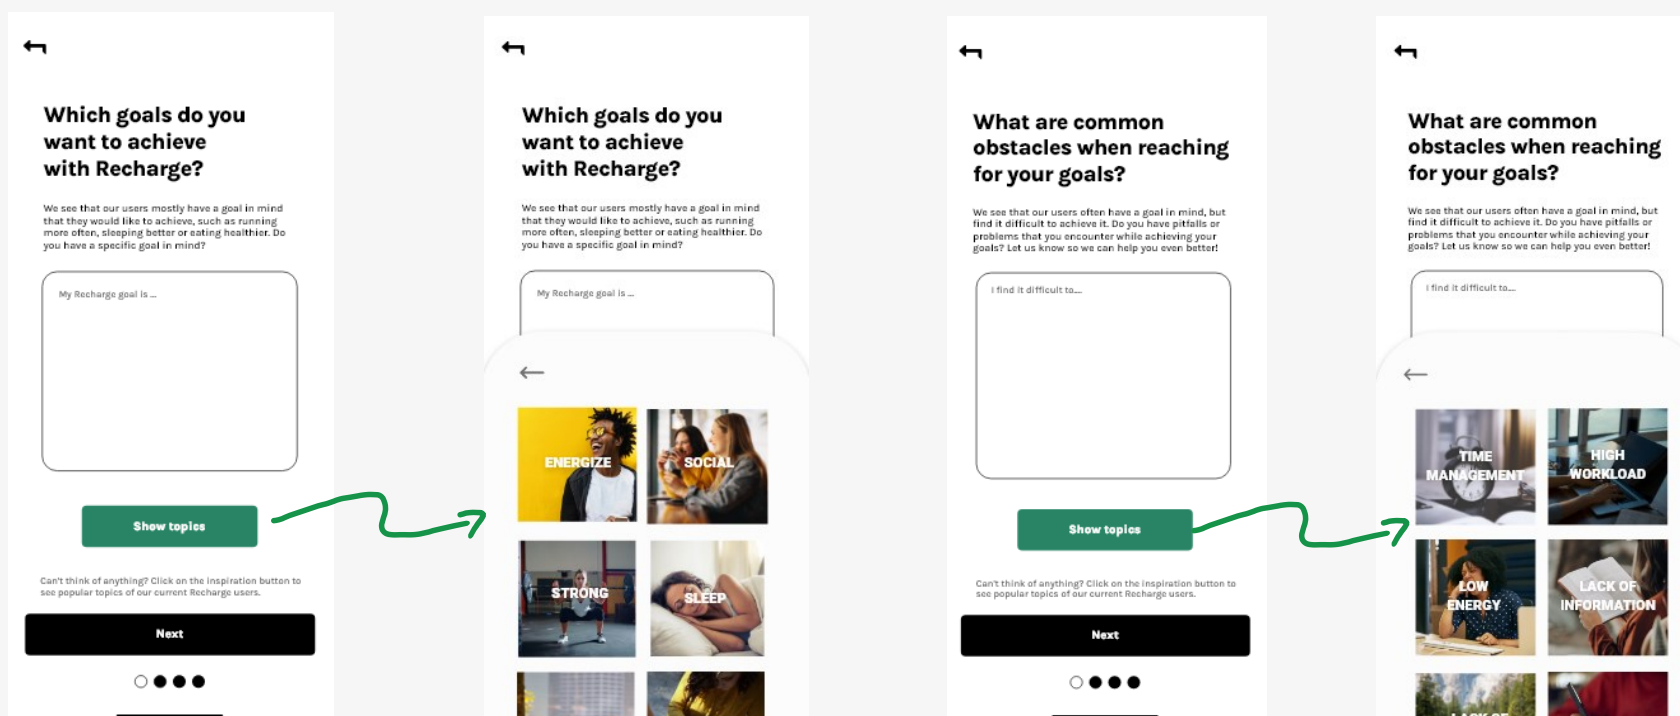 Which goals do you
want to achieve
with Recharge?
We see that our users mostly have a goal in mind
that they would like to achieve, such as running
more often, sleeping better or eating healthier. Do
you have a specific goal in mind?
My Recharge goal is ...
Show topics
Can't think of anything? Click on the inspiration button to
see popular topics of our current Recharge users.
Next
Which goals do you
want to achieve
with Recharge?
We see that our users mostly have a goal in mind
that they would like to achieve, such as running
more often, sleeping better or eating healthier. Do
you have a specific goal in mind?
My Recharge goal is ...
ENERGIZE
SOCIAL
STRONG
SLEEP
What are common
obstacles when reaching
for your goals?
We see that our users often have a goal in mind, but
find it difficult to achieve it. Do you have pitfalls or
problems that you encounter while achieving your
goals? Let us know so we can help you even better!
I find it difficult to....
Show topics
Can't think of anything? Click on the inspiration button to
see popular topics of our current Recharge users.
Next
What are common
obstacles when reaching
for your goals?
We see that our users often have a goal in mind, but
find it difficult to achieve it. Do you have pitfalls or
problems that you encounter while achieving your
goals? Let us know so we can help you even better!
I find it difficult to....
TIME
MANAGEMENT
HIGH
WORKLOAD
LOW
ENERGY
LACK OF
INFORMATION
LACK OF